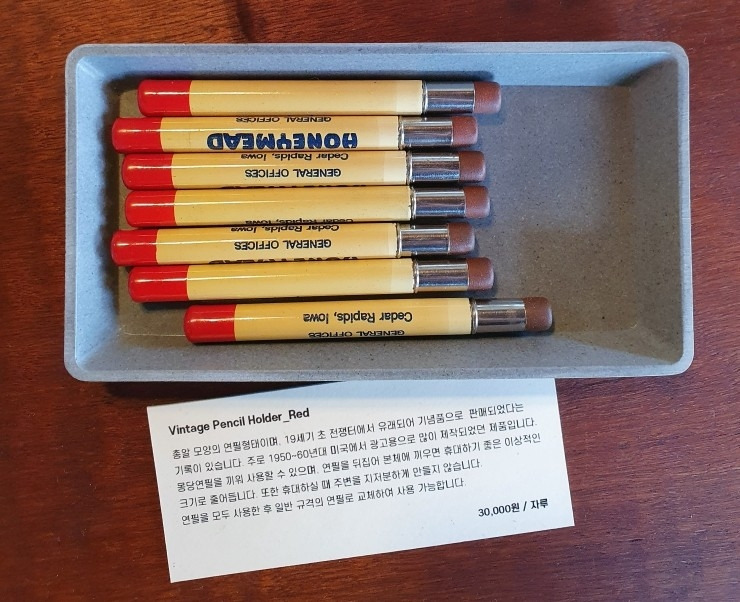 GENERAL OFFICES
HONEYMEAD
Cedar Rapids, Iowa
GENERAL OFFICES
Cedar Rapids, Iowa
Cedar Rapids, Iowa
GENERAL OFFICES
HONEYMEAD
Cedar Rapids, Iowa
GENERAL OFFICES
Vintage Pencil Holder_Red
총알 모양의 연필형태이며, 19세기 초 전쟁터에서 유래되어 기념품으로 판매되었다는
기록이 있습니다. 주로 1950~60년대 미국에서 광고용으로 많이 제작되었던 제품입니다.
몽당연필을 끼워 사용할 수 있으며, 연필을 뒤집어 본체에 끼우면 휴대하기 좋은 이상적인
크기로 줄어듭니다. 또한 휴대하실 때 주변을 지저분하게 만들지 않습니다.
연필을 모두 사용한 후 일반 규격의 연필로 교체하여 사용 가능합니다.
30,000원 / 자루